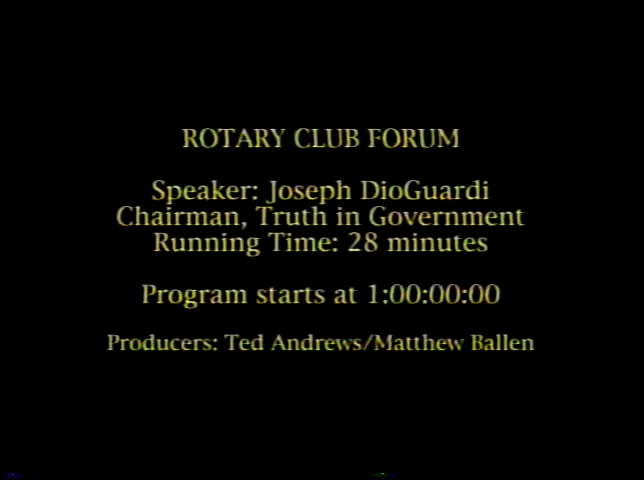 ROTARY CLUB FORUM
Speaker: Joseph DioGuardi
Chairman, Truth in Government
Running Time: 28 minutes
Program starts at 1:00:00:00
Producers: Ted Andrews/Matthew Ballen